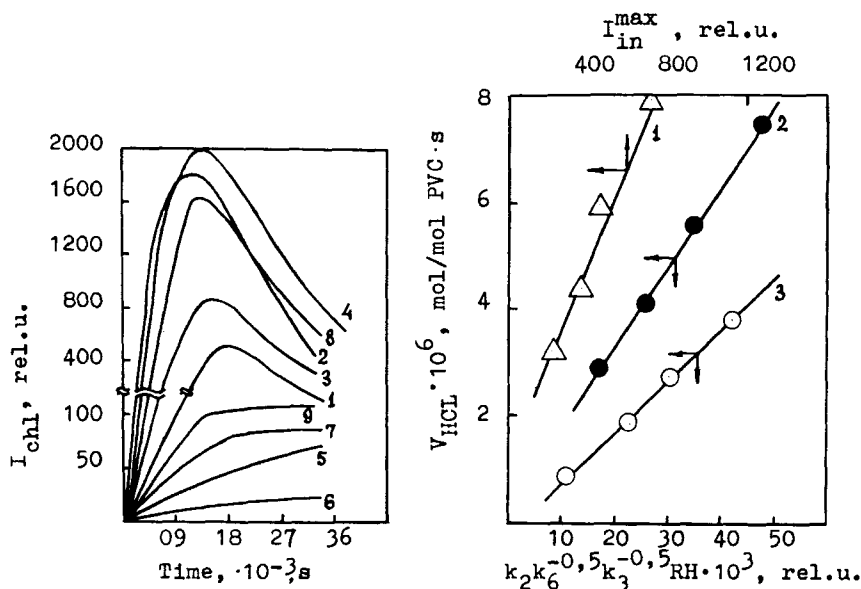 2000
1600
1200
800
400
100
50
I_chl, rel.u.
4
8
2
3
1
9
7
5
6
09 18 27 36
Time, ·10⁻³,s
I_in^max, rel.u.
400 800 1200
8
6
4
2
V_HCL·10⁶, mol/mol PVC·s
1
2
3
10 20 30 40 50
k₂k₆^-0,5k₃^-0,5RH·10³, rel.u.